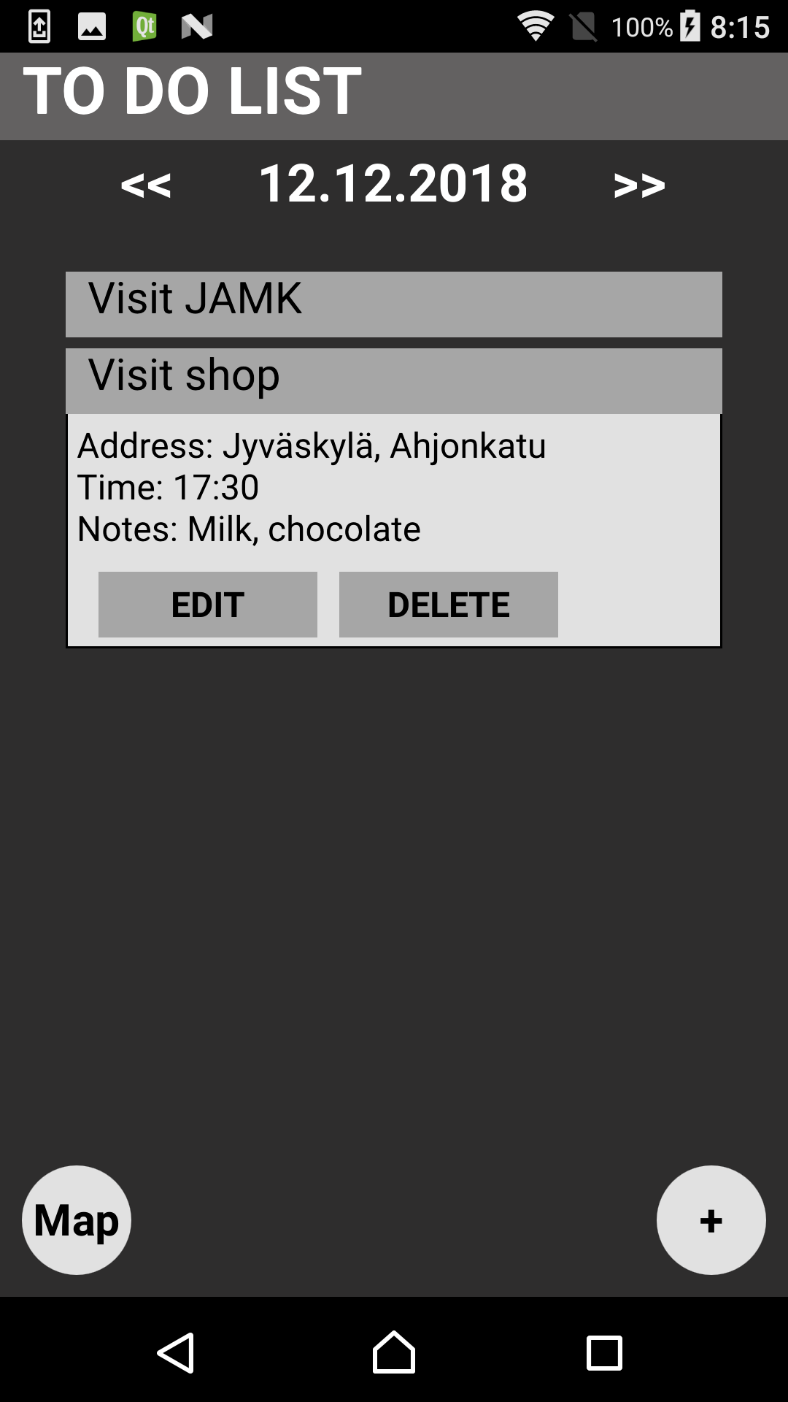 Qt 100% 8:15
TO DO LIST
<< 12.12.2018 >>
Visit JAMK
Visit shop
Address: Jyväskylä, Ahjonkatu
Time: 17:30
Notes: Milk, chocolate
EDIT DELETE
Map +